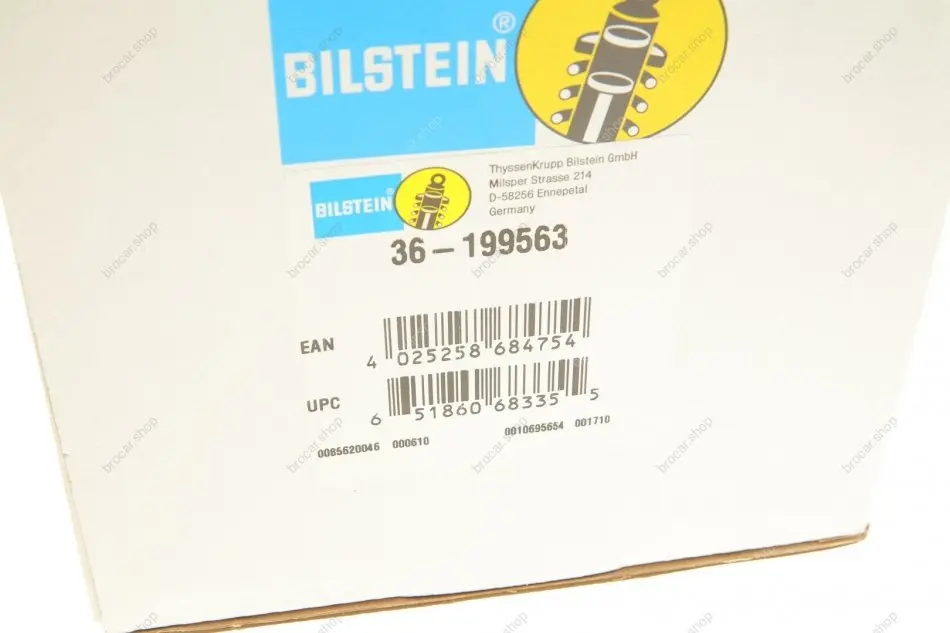 BILSTEIN®
BILSTEIN®
ThyssenKrupp Bilstein GmbH
Milsper Strasse 214
D-58256 Ennepetal
Germany
36-199563
EAN
4 025258 684754
UPC
6 51860 68335 5
0085620046 000610
0010695654 001710
brocar.shop